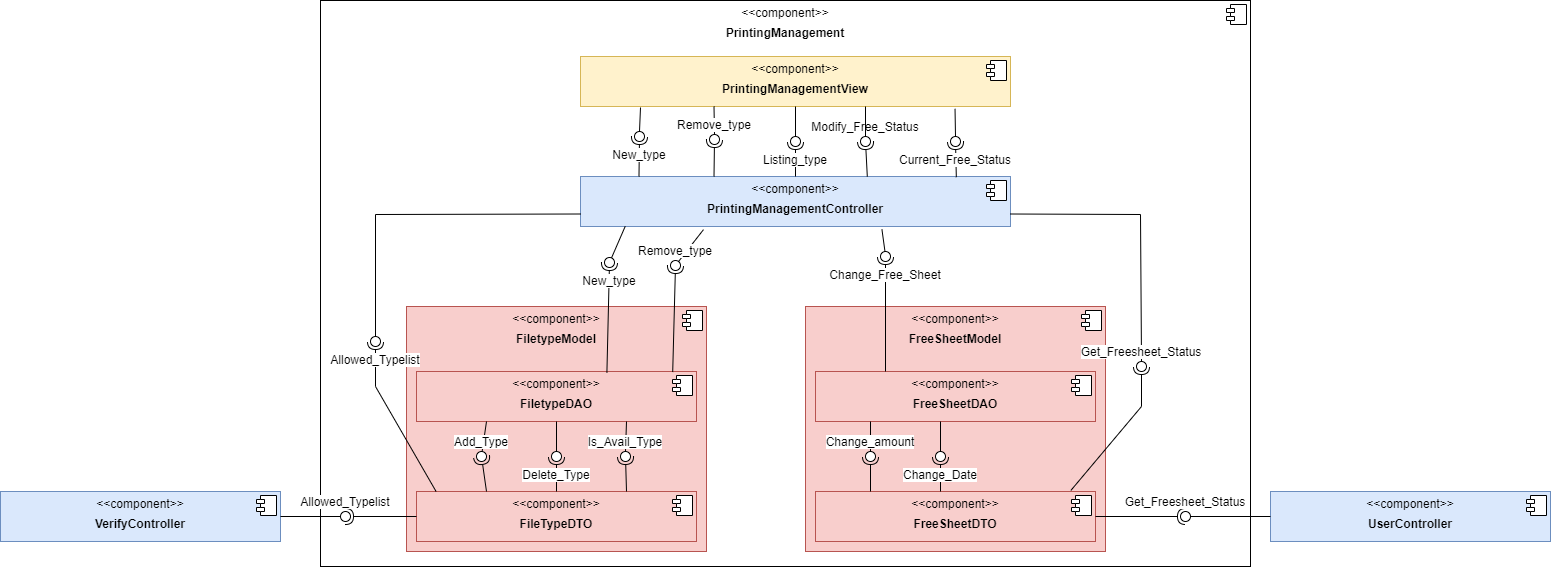 <<component>>
PrintingManagement
<<component>>
PrintingManagementView
Remove_type
Modify_Free_Status
New_type
Listing_type
Current_Free_Status
<<component>>
PrintingManagementController
Remove_type
New_type
Change_Free_Sheet
<<component>>
FiletypeModel
<<component>>
FreeSheetModel
Allowed_Typelist
Get_Freesheet_Status
<<component>>
FiletypeDAO
<<component>>
FreeSheetDAO
Add_Type
Is_Avail_Type
Delete_Type
Change_amount
Change_Date
<<component>>
VerifyController
Allowed_Typelist
<<component>>
FileTypeDTO
<<component>>
FreeSheetDTO
Get_Freesheet_Status
<<component>>
UserController